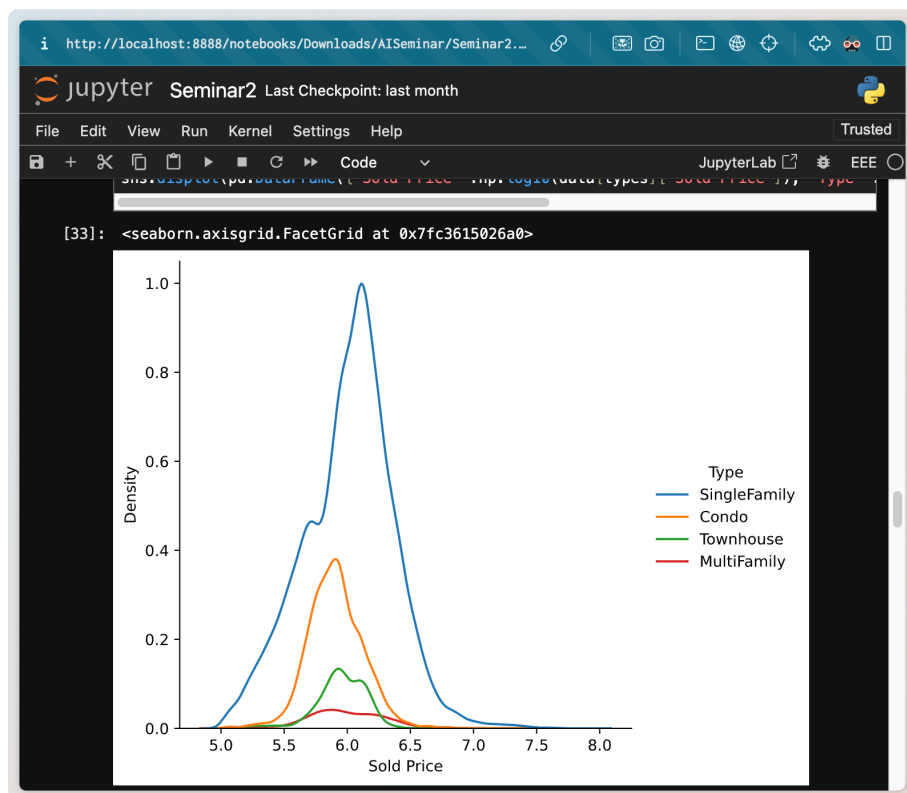 i http://localhost:8888/notebooks/Downloads/AISeminar/Seminar2.…
jupyter Seminar2 Last Checkpoint: last month
File Edit View Run Kernel Settings Help Trusted
Code JupyterLab EEE
[33]: <seaborn.axisgrid.FacetGrid at 0x7fc3615026a0>
1.0
0.8
0.6
0.4
0.2
0.0
Density
Type
SingleFamily
Condo
Townhouse
MultiFamily
5.0 5.5 6.0 6.5 7.0 7.5 8.0
Sold Price